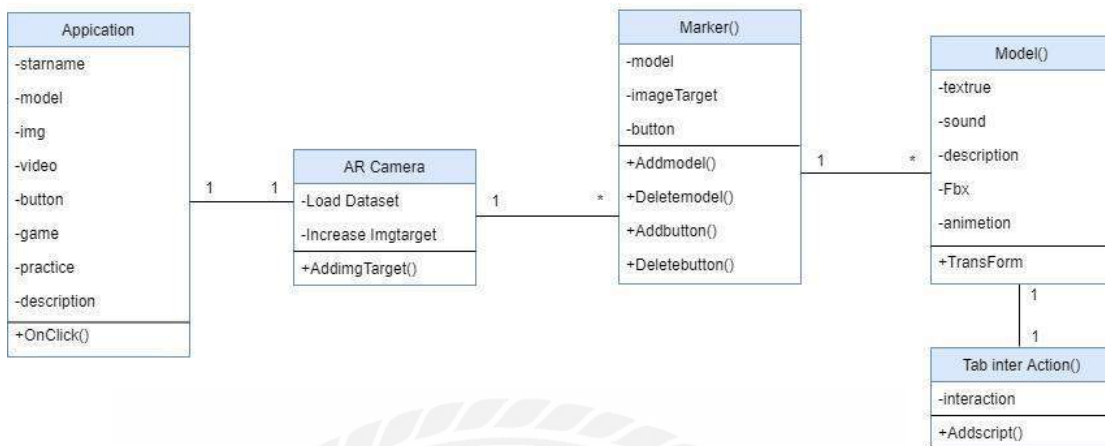 Appication
-starname
-model
-img
-video
-button
-game
-practice
-description
+OnClick()
1
1
AR Camera
-Load Dataset
-Increase Imgtarget
+AddimgTarget()
1
*
Marker()
-model
-imageTarget
-button
+Addmodel()
+Deletemodel()
+Addbutton()
+Deletebutton()
1
*
Model()
-textrue
-sound
-description
-Fbx
-animetion
+TransForm
1
1
Tab inter Action()
-interaction
+Addscript()